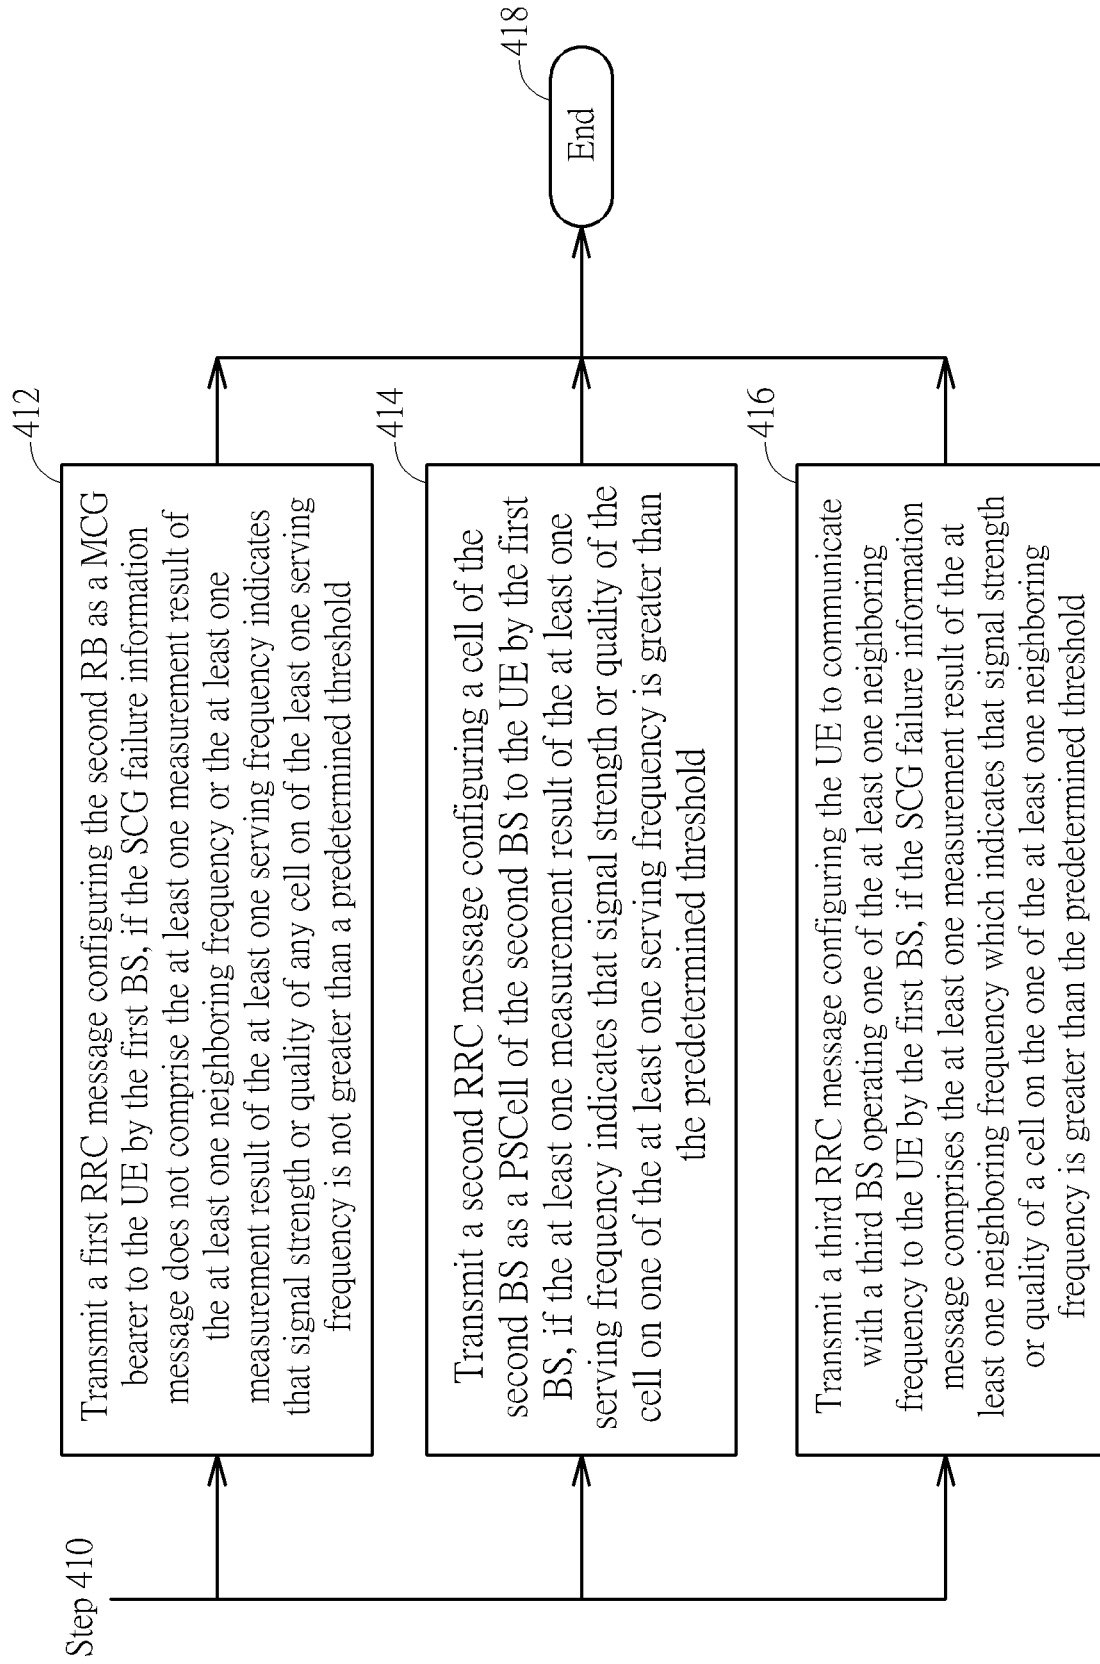 Step 410
412
Transmit a first RRC message configuring the second RB as a MCG
bearer to the UE by the first BS, if the SCG failure information
message does not comprise the at least one measurement result of
the at least one neighboring frequency or the at least one
measurement result of the at least one serving frequency indicates
that signal strength or quality of any cell on of the least one serving
frequency is not greater than a predetermined threshold
414
Transmit a second RRC message configuring a cell of the
second BS as a PSCell of the second BS to the UE by the first
BS, if the at least one measurement result of the at least one
serving frequency indicates that signal strength or quality of the
cell on one of the at least one serving frequency is greater than
the predetermined threshold
416
Transmit a third RRC message configuring the UE to communicate
with a third BS operating one of the at least one neighboring
frequency to the UE by the first BS, if the SCG failure information
message comprises the at least one measurement result of the at
least one neighboring frequency which indicates that signal strength
or quality of a cell on the one of the at least one neighboring
frequency is greater than the predetermined threshold
418
End